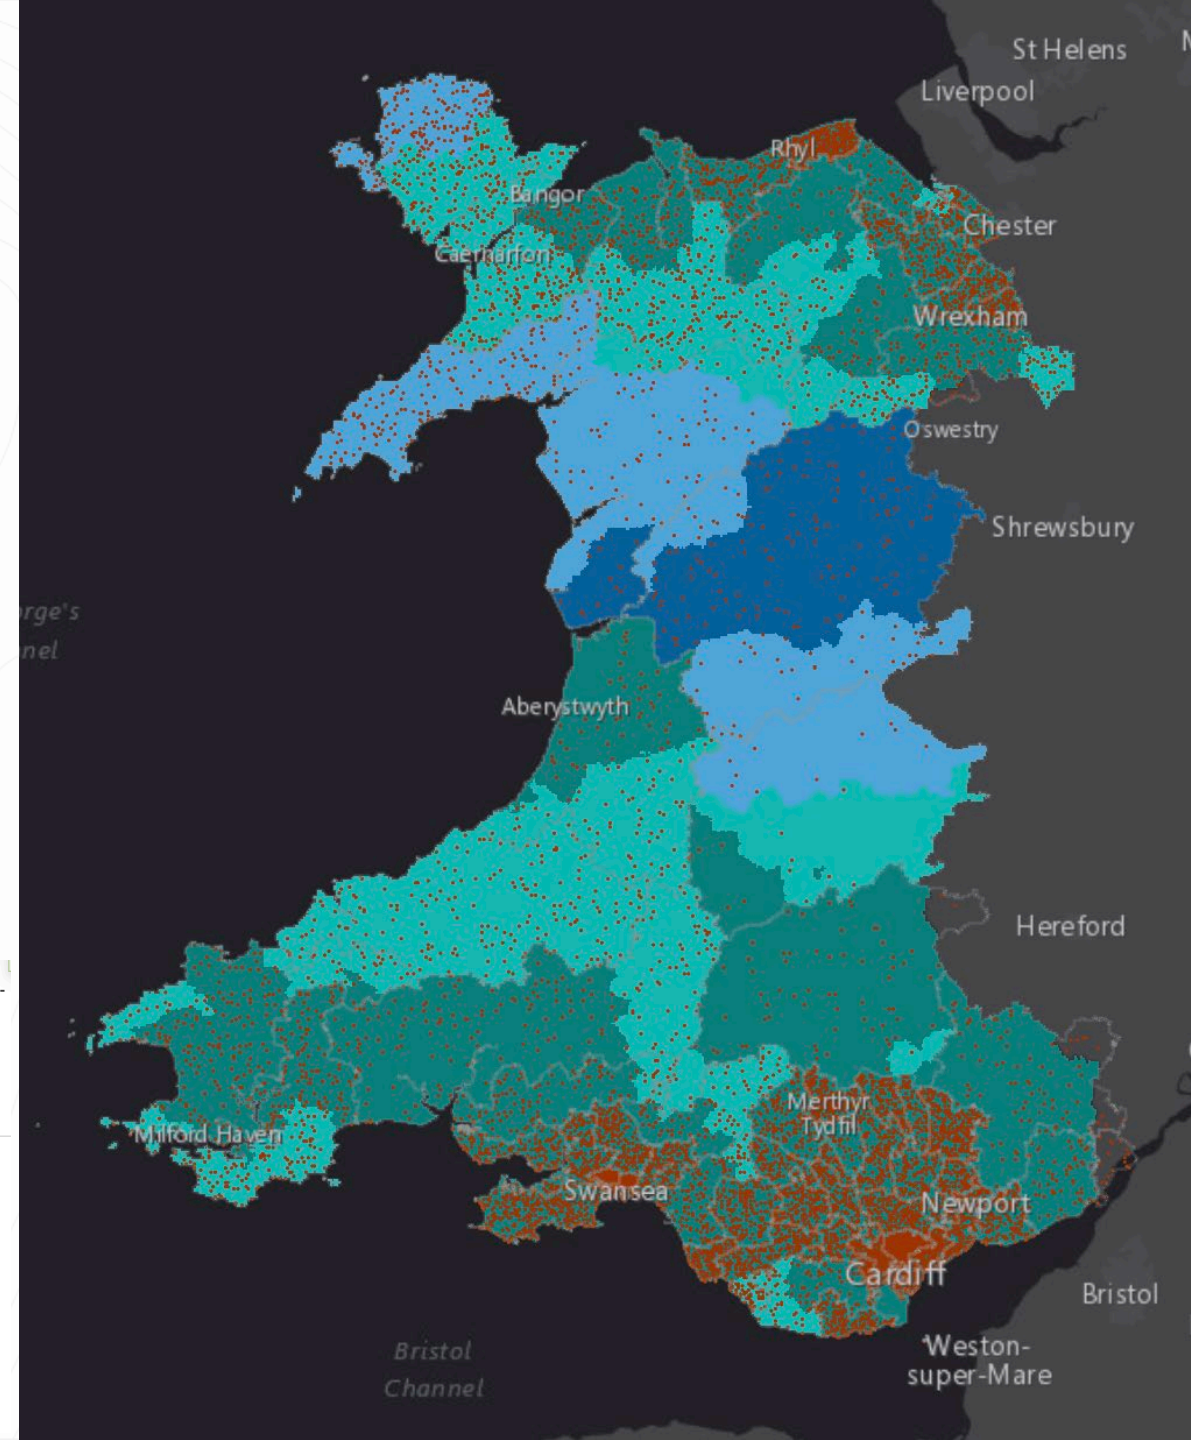 St Helens
Liverpool
Rhyl
Bangor
Chester
Caernarfon
Wrexham
Oswestry
Shrewsbury
Aberystwyth
Hereford
Merthyr
Tydfil
Milford Haven
Swansea
Newport
Cardiff
Bristol
Weston-
super-Mare
Bristol
Channel